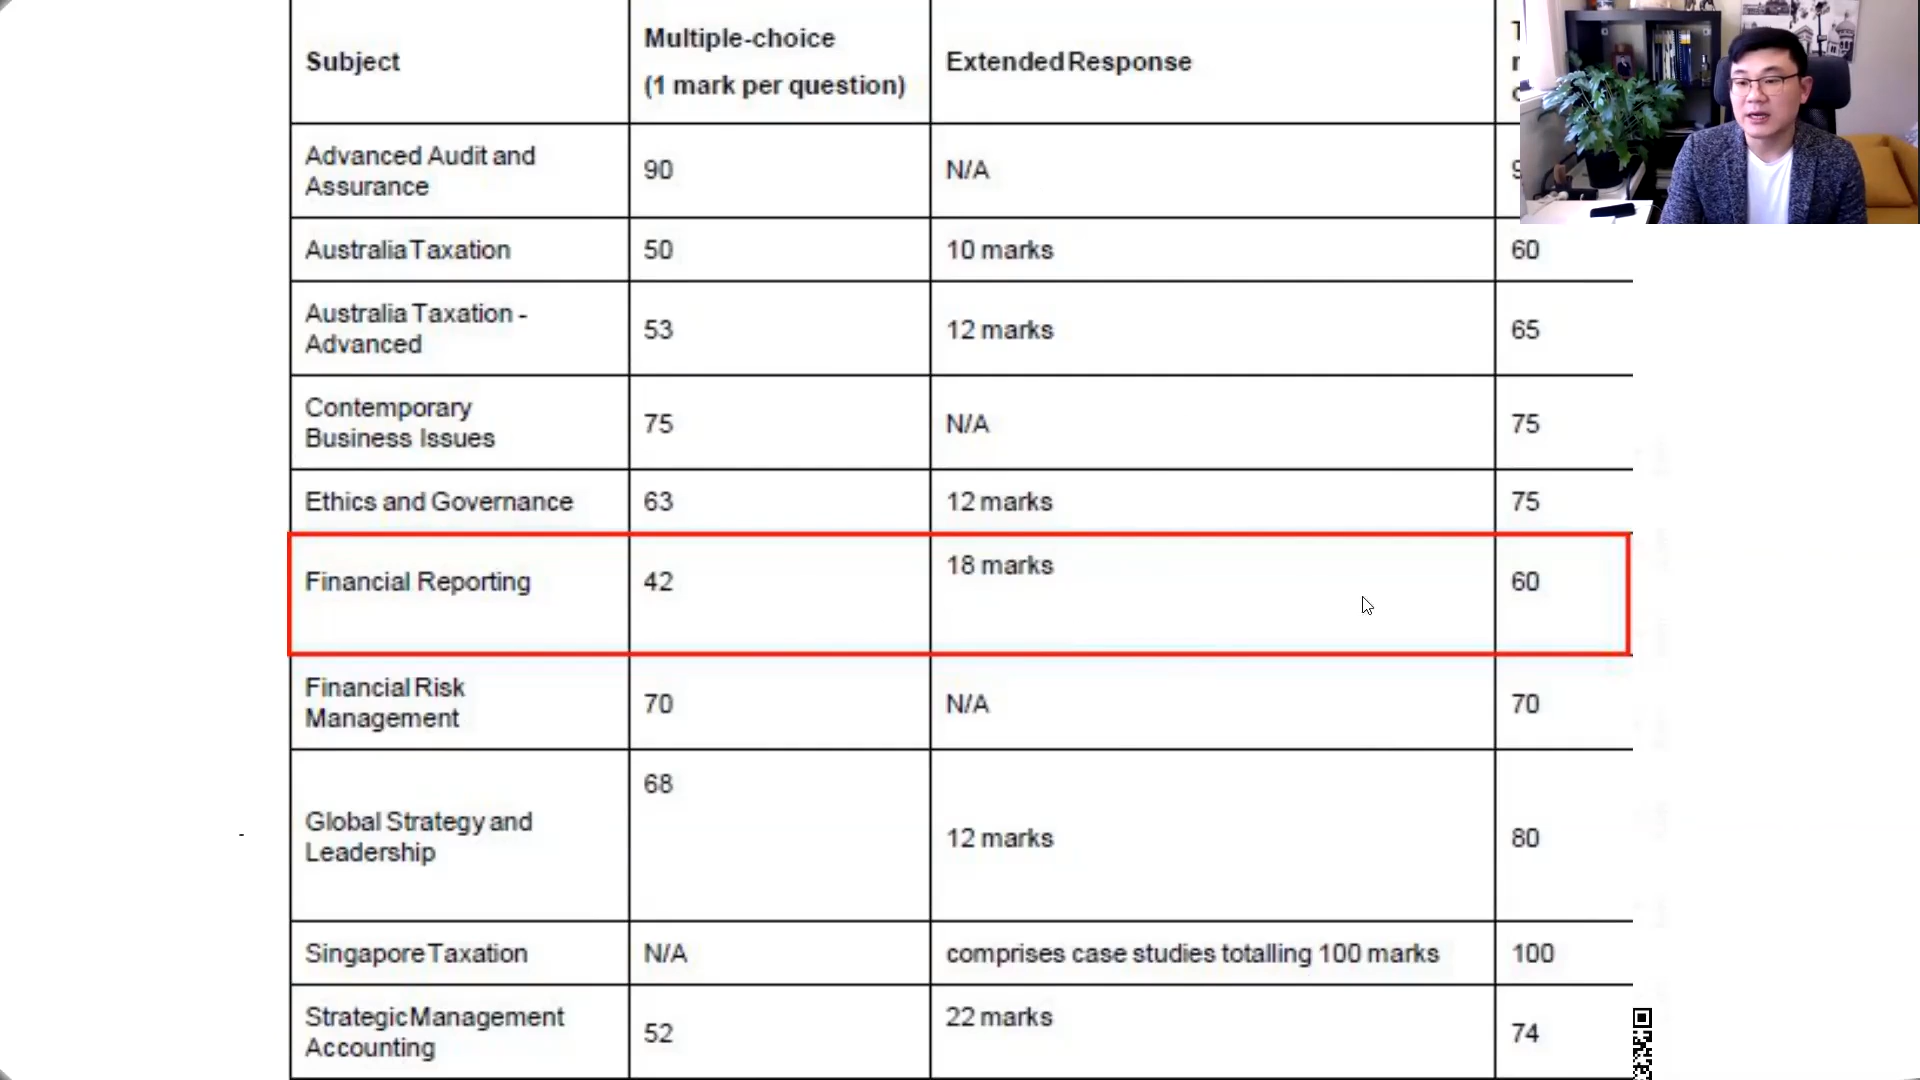 Subject
Multiple-choice
(1 mark per question)
Extended Response
Advanced Audit and
Assurance
90
N/A
Australia Taxation
50
10 marks
60
Australia Taxation -
Advanced
53
12 marks
65
Contemporary
Business Issues
75
N/A
75
Ethics and Governance
63
12 marks
75
Financial Reporting
42
18 marks
60
Financial Risk
Management
70
N/A
70
Global Strategy and
Leadership
68
12 marks
80
Singapore Taxation
N/A
comprises case studies totalling 100 marks
100
Strategic Management
Accounting
52
22 marks
74